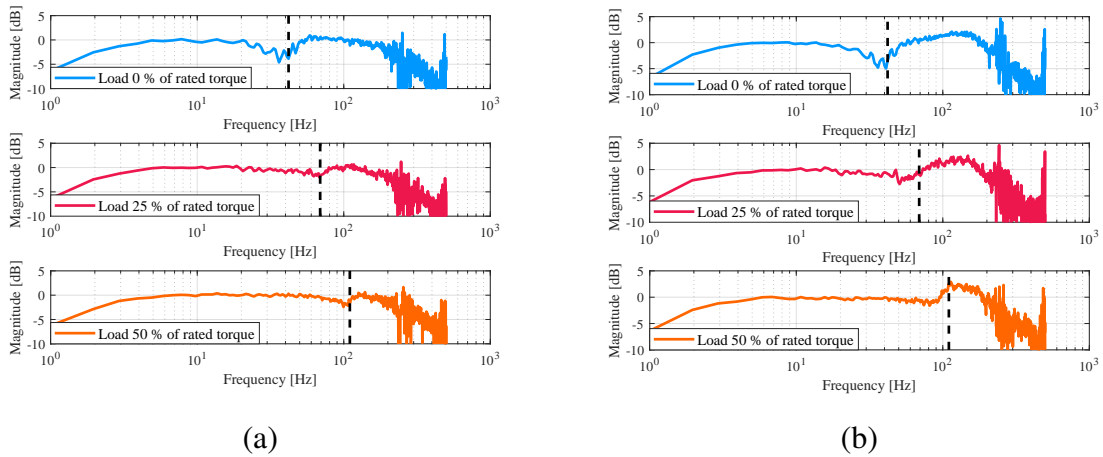 Magnitude [dB]
5
0
-5
-10
Load 0 % of rated torque
10^0
10^1
10^2
10^3
Frequency [Hz]
Magnitude [dB]
5
0
-5
-10
Load 25 % of rated torque
10^0
10^1
10^2
10^3
Frequency [Hz]
Magnitude [dB]
5
0
-5
-10
Load 50 % of rated torque
10^0
10^1
10^2
10^3
Frequency [Hz]
(a)
Magnitude [dB]
5
0
-5
-10
Load 0 % of rated torque
10^0
10^1
10^2
10^3
Frequency [Hz]
Magnitude [dB]
5
0
-5
-10
Load 25 % of rated torque
10^0
10^1
10^2
10^3
Frequency [Hz]
Magnitude [dB]
5
0
-5
-10
Load 50 % of rated torque
10^0
10^1
10^2
10^3
Frequency [Hz]
(b)